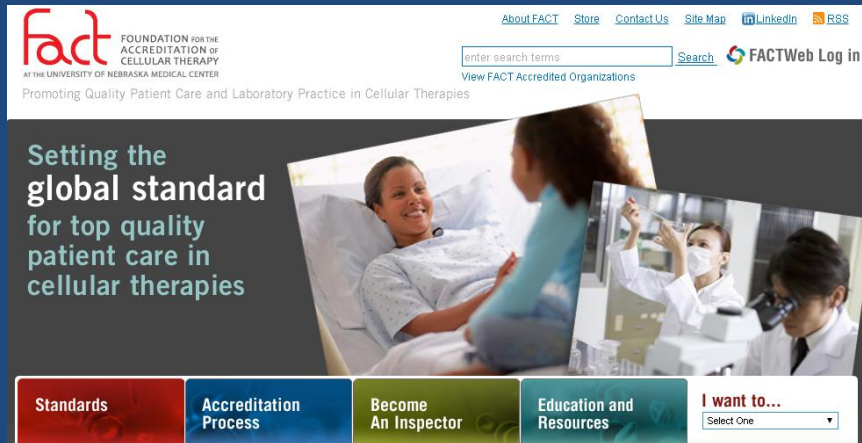 About FACT Store Contact Us Site Map in LinkedIn RSS
fact
FOUNDATION FOR THE
ACCREDITATION OF
CELLULAR THERAPY
AT THE UNIVERSITY OF NEBRASKA MEDICAL CENTER
enter search terms Search FACTWeb Log in
View FACT Accredited Organizations
Promoting Quality Patient Care and Laboratory Practice in Cellular Therapies
Setting the
global standard
for top quality
patient care in
cellular therapies
Standards
Accreditation
Process
Become
An Inspector
Education and
Resources
I want to...
Select One